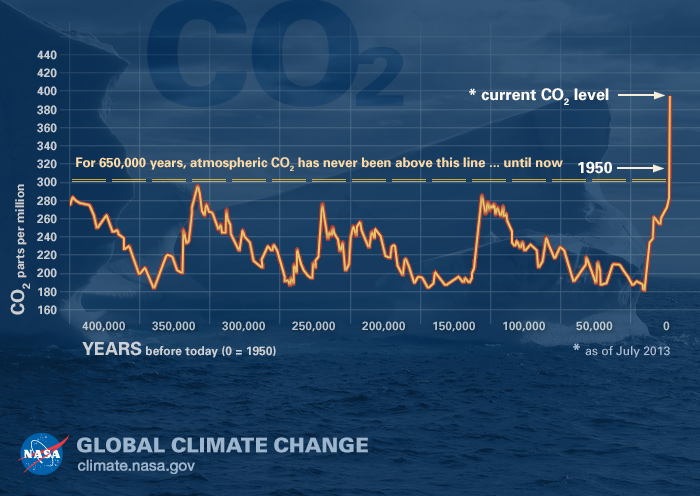 CO2
440
420
400
380
360
340
320
300
280
260
240
220
200
180
160
CO2 parts per million
* current CO2 level
For 650,000 years, atmospheric CO2 has never been above this line ... until now
1950
400,000 350,000 300,000 250,000 200,000 150,000 100,000 50,000 0
YEARS before today (0 = 1950)
* as of July 2013
NASA
GLOBAL CLIMATE CHANGE
climate.nasa.gov